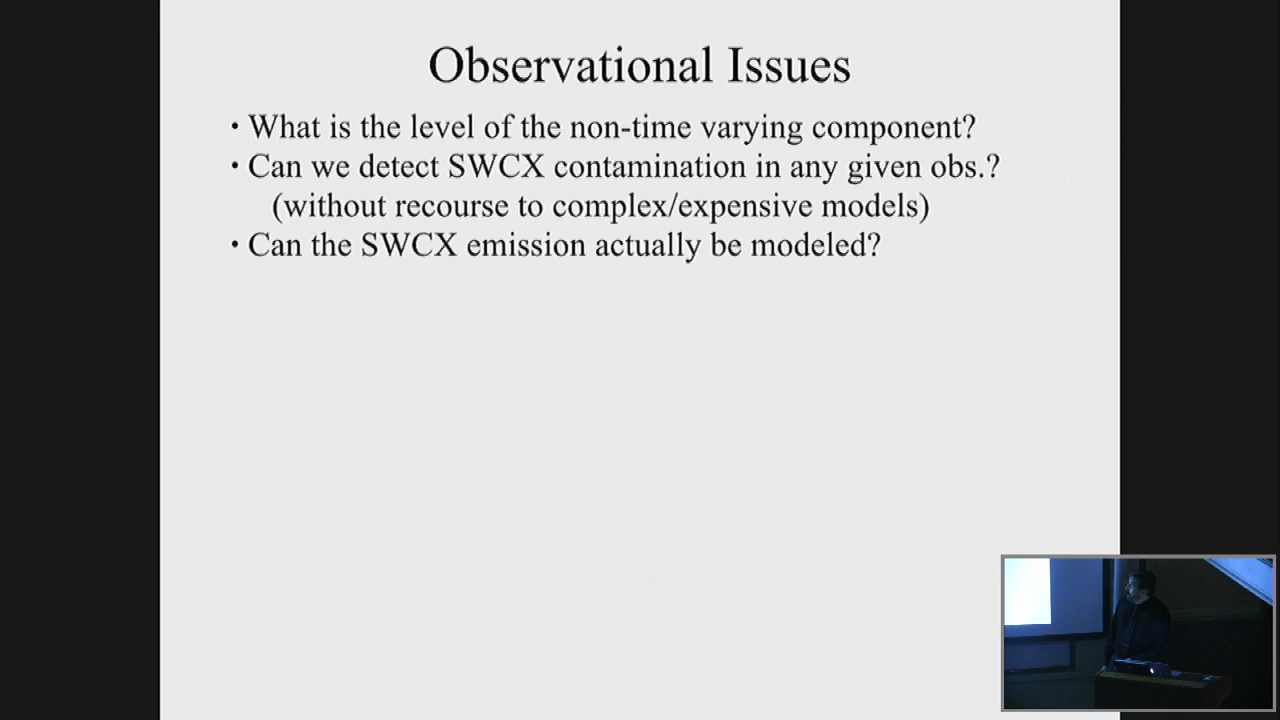 Observational Issues
• What is the level of the non-time varying component?
• Can we detect SWCX contamination in any given obs.?
(without recourse to complex/expensive models)
• Can the SWCX emission actually be modeled?